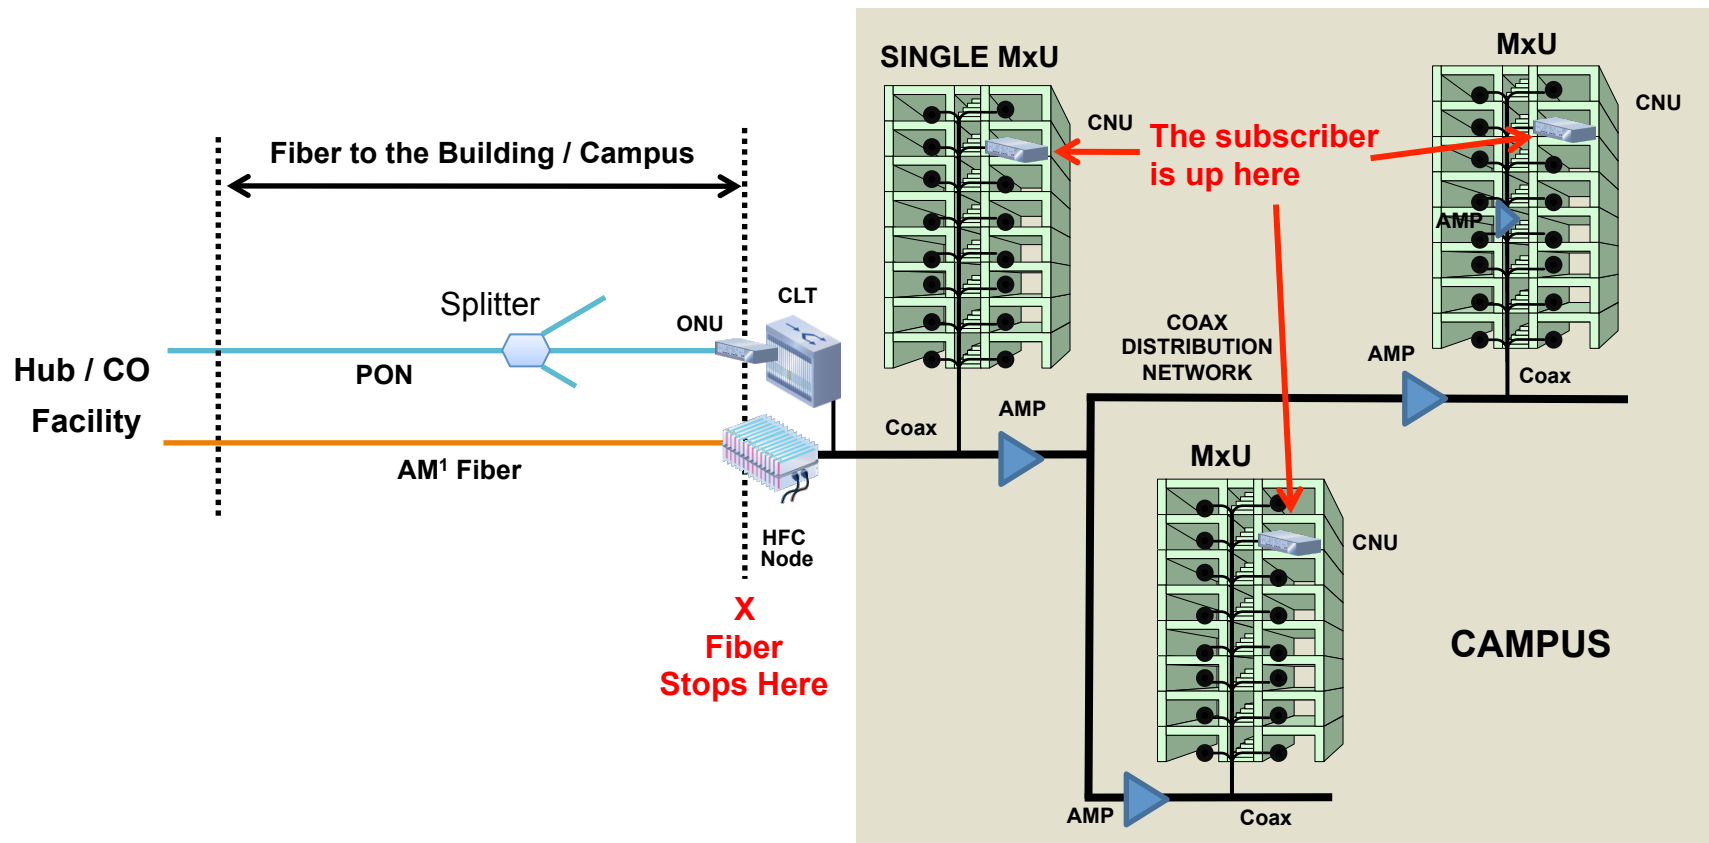 SINGLE MxU
MxU
CNU
CNU
The subscriber
is up here
Fiber to the Building / Campus
AMP
Splitter
CLT
ONU
COAX
DISTRIBUTION
NETWORK
AMP
Coax
Hub / CO
Facility
PON
AM¹ Fiber
Coax
AMP
MxU
HFC
Node
CNU
X
Fiber
Stops Here
CAMPUS
AMP
Coax